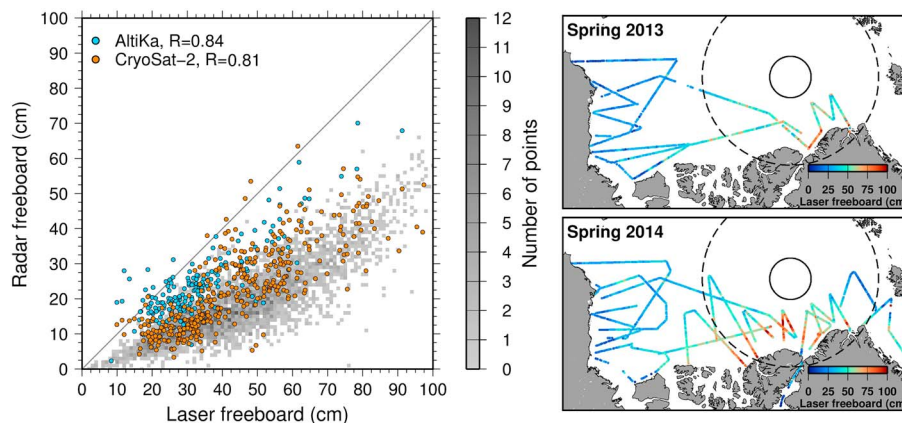 100
90
80
70
60
50
40
30
20
10
0
Radar freeboard (cm)
AltiKa, R=0.84
CryoSat-2, R=0.81
0 10 20 30 40 50 60 70 80 90 100
Laser freeboard (cm)
12
11
10
9
8
7
6
5
4
3
2
1
0
Number of points
Spring 2013
0 25 50 75 100
Laser freeboard (cm
Spring 2014
0 25 50 75 100
Laser freeboard (cm